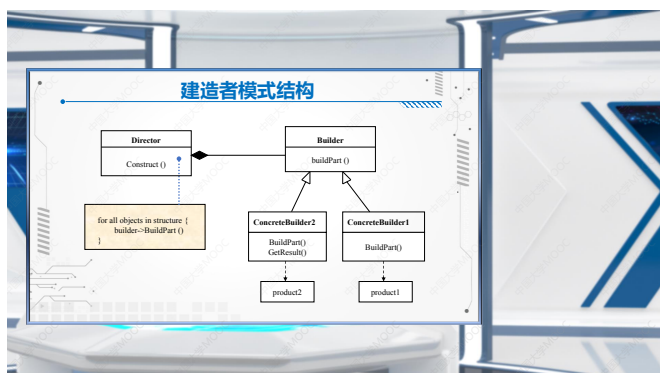 建造者模式结构
Director
Construct ()
Builder
buildPart ()
for all objects in structure {
builder->BuildPart ()
}
ConcreteBuilder2
BuildPart()
GetResult()
ConcreteBuilder1
BuildPart()
product2
product1